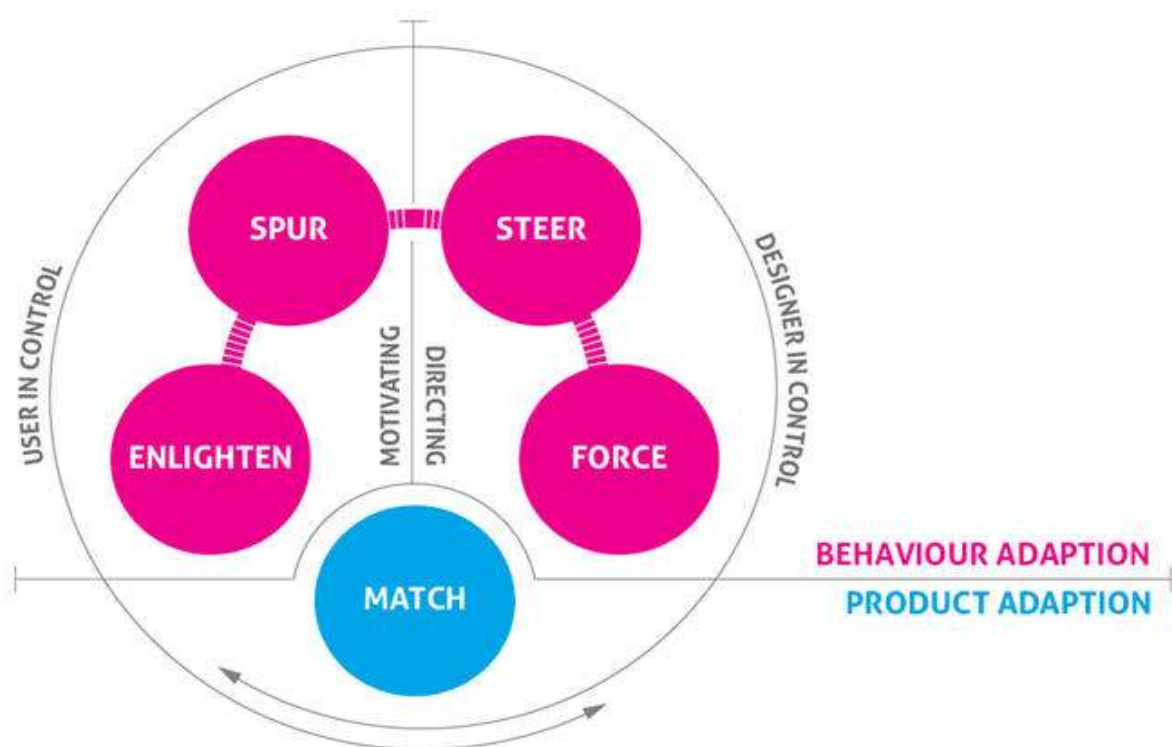 SPUR
STEER
USER IN CONTROL
MOTIVATING
DIRECTING
DESIGNER IN CONTROL
ENLIGHTEN
FORCE
BEHAVIOUR ADAPTION
MATCH
PRODUCT ADAPTION